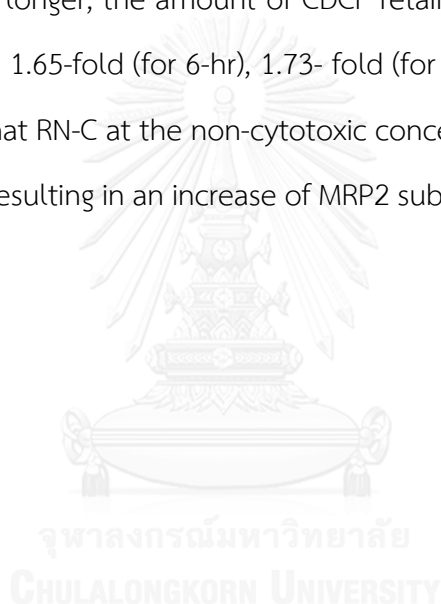 longer, the amount of CDCF retai
1.65-fold (for 6-hr), 1.73- fold (for
hat RN-C at the non-cytotoxic conce
esulting in an increase of MRP2 sub
จุฬาลงกรณ์มหาวิทยาลัย
CHULALONGKORN UNIVERSITY